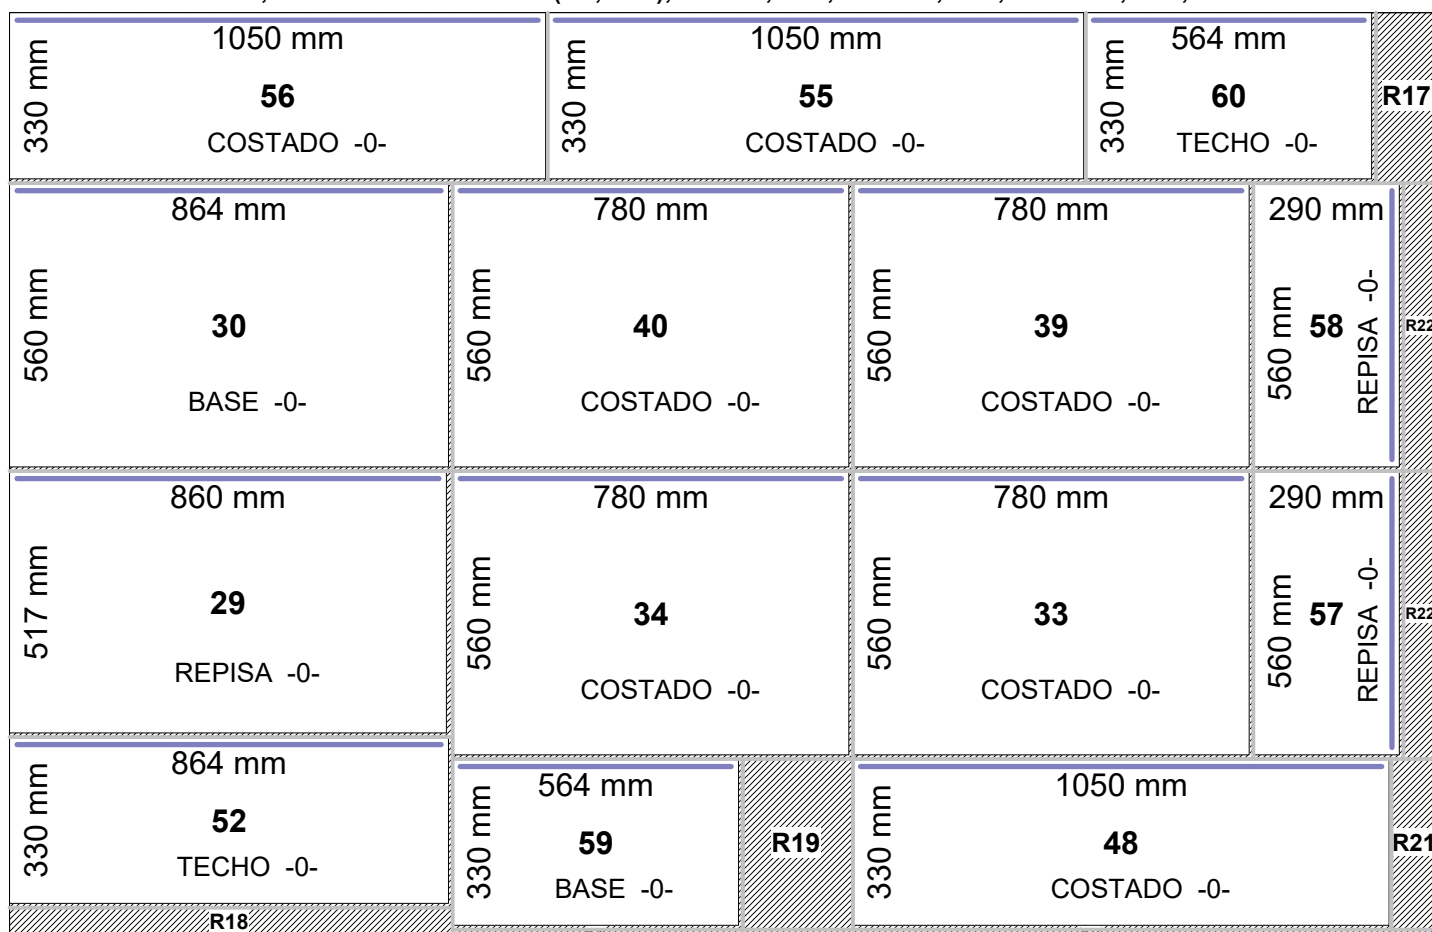 1050 mm
330 mm
56
COSTADO -0-
1050 mm
330 mm
55
COSTADO -0-
564 mm
330 mm
60
TECHO -0-
R17
864 mm
560 mm
30
BASE -0-
780 mm
560 mm
40
COSTADO -0-
780 mm
560 mm
39
COSTADO -0-
290 mm
560 mm
58
REPISA -0-
R22
860 mm
517 mm
29
REPISA -0-
780 mm
560 mm
34
COSTADO -0-
780 mm
560 mm
33
COSTADO -0-
290 mm
560 mm
57
REPISA -0-
R22
864 mm
330 mm
52
TECHO -0-
564 mm
330 mm
59
BASE -0-
R19
1050 mm
330 mm
48
COSTADO -0-
R21
R18